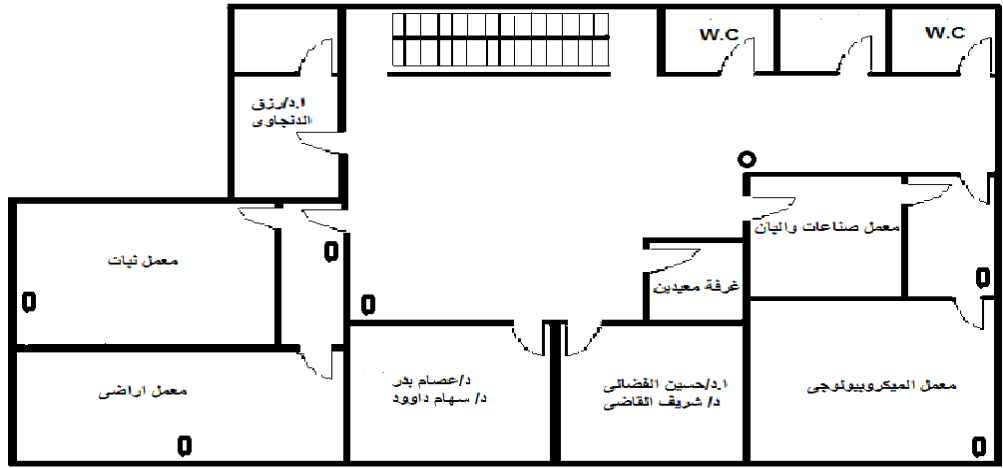 W.C
W.C
ا.د/رزق
الدنجاوى
معمل صناعات والبان
معمل نبات
غرفة معيدين
معمل اراضى
د/عصام بدر
د/ سهام داوود
ا.د/حسين الفضالى
د/ شريف القاضى
معمل الميكروبيولوجى